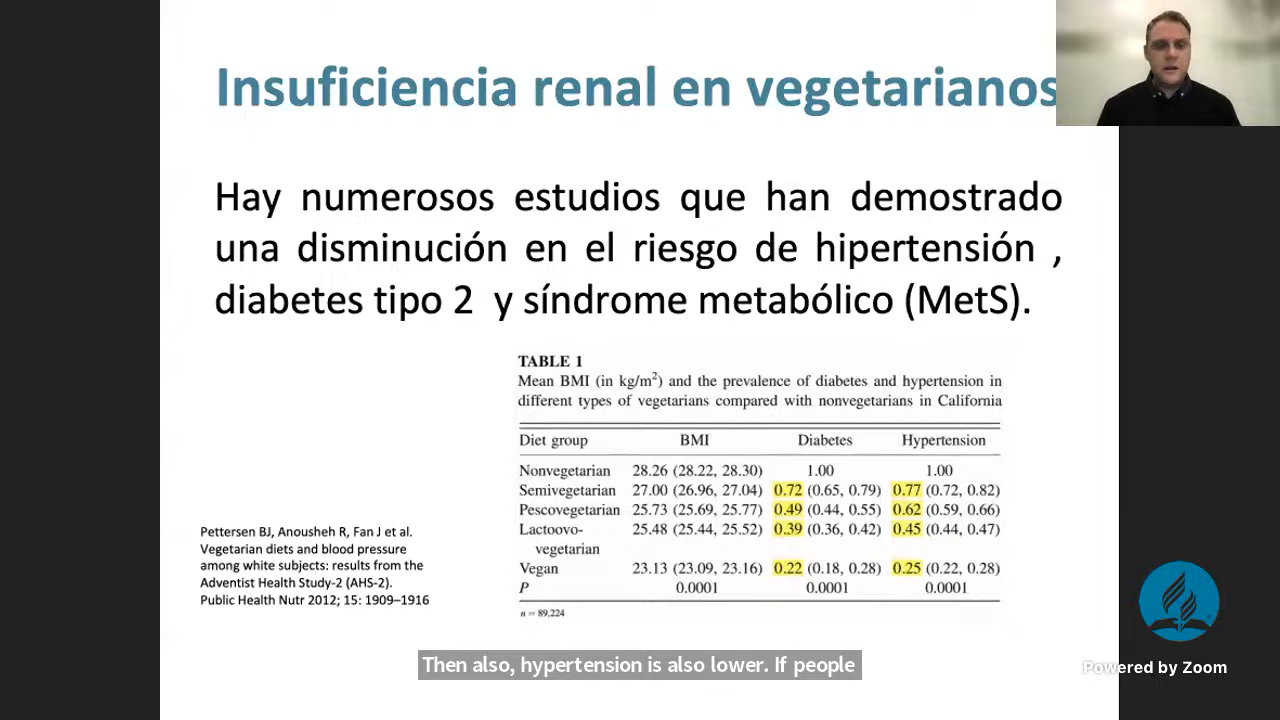 Insuficiencia renal en vegetarianos
Hay numerosos estudios que han demostrado
una disminución en el riesgo de hipertensión ,
diabetes tipo 2 y síndrome metabólico (MetS).
TABLE 1
Mean BMI (in kg/m²) and the prevalence of diabetes and hypertension in
different types of vegetarians compared with nonvegetarians in California
Diet group BMI Diabetes Hypertension
Nonvegetarian 28.26 (28.22, 28.30) 1.00 1.00
Semivegetarian 27.00 (26.96, 27.04) 0.72 (0.65, 0.79) 0.77 (0.72, 0.82)
Pescovegetarian 25.73 (25.69, 25.77) 0.49 (0.44, 0.55) 0.62 (0.59, 0.66)
Lactoovo- 25.48 (25.44, 25.52) 0.39 (0.36, 0.42) 0.45 (0.44, 0.47)
vegetarian
Vegan 23.13 (23.09, 23.16) 0.22 (0.18, 0.28) 0.25 (0.22, 0.28)
P 0.0001 0.0001 0.0001
n = 89,224
Pettersen BJ, Anousheh R, Fan J et al.
Vegetarian diets and blood pressure
among white subjects: results from the
Adventist Health Study-2 (AHS-2).
Public Health Nutr 2012; 15: 1909–1916
Then also, hypertension is also lower. If people
Powered by Zoom